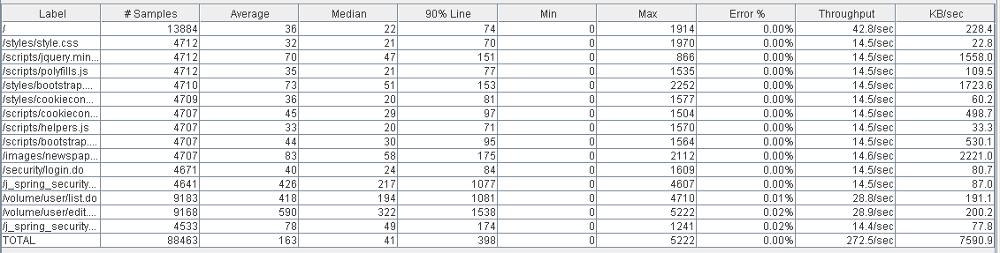 Label # Samples Average Median 90% Line Min Max Error % Throughput KB/sec
/ 13884 36 22 74 0 1914 0.00% 42.8/sec 228.4
/styles/style.css 4712 32 21 70 0 1970 0.00% 14.5/sec 22.8
/scripts/jquery.min... 4712 70 47 151 0 866 0.00% 14.5/sec 1558.0
/scripts/polyfills.js 4712 35 21 77 0 1535 0.00% 14.5/sec 109.5
/styles/bootstrap.... 4710 73 51 153 0 2252 0.00% 14.5/sec 1723.6
/styles/cookiecon... 4709 36 20 81 0 1577 0.00% 14.5/sec 60.2
/scripts/cookiecon... 4707 45 29 97 0 1504 0.00% 14.5/sec 498.7
/scripts/helpers.js 4707 33 20 71 0 1570 0.00% 14.5/sec 33.3
/scripts/bootstrap.... 4707 44 30 95 0 1564 0.00% 14.5/sec 530.1
/images/newspap... 4707 83 58 175 0 2112 0.00% 14.6/sec 2221.0
/security/login.do 4671 40 24 84 0 1609 0.00% 14.5/sec 80.7
/j_spring_security... 4641 426 217 1077 0 4607 0.00% 14.5/sec 87.0
/volume/user/list.do 9183 418 194 1081 0 4710 0.01% 28.8/sec 191.1
/volume/user/edit.... 9168 590 322 1538 0 5222 0.02% 28.9/sec 200.2
/j_spring_security... 4533 78 49 174 0 1241 0.02% 14.4/sec 77.8
TOTAL 88463 163 41 398 0 5222 0.00% 272.5/sec 7590.9